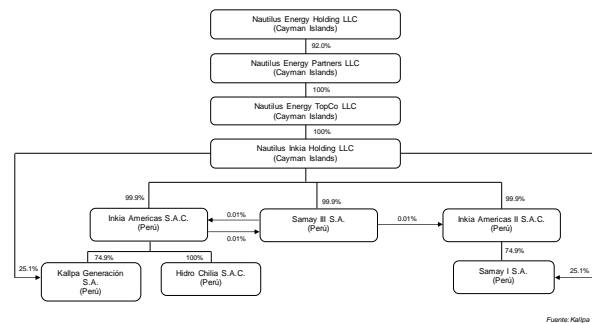 Nautilus Energy Holding LLC
(Cayman Islands)
92.0%
Nautilus Energy Partners LLC
(Cayman Islands)
100%
Nautilus Energy TopCo LLC
(Cayman Islands)
100%
Nautilus Inkia Holding LLC
(Cayman Islands)
99.9%
99.9%
99.9%
Inkia Americas S.A.C.
(Perú)
0.01%
0.01%
Samay III S.A.
(Perú)
0.01%
Inkia Americas II S.A.C.
(Perú)
74.9%
100%
74.9%
25.1%
Kallpa Generación
S.A.
(Perú)
Hidro Chilia S.A.C.
(Perú)
Samay I S.A.
(Perú)
25.1%
Fuente: Kallpa